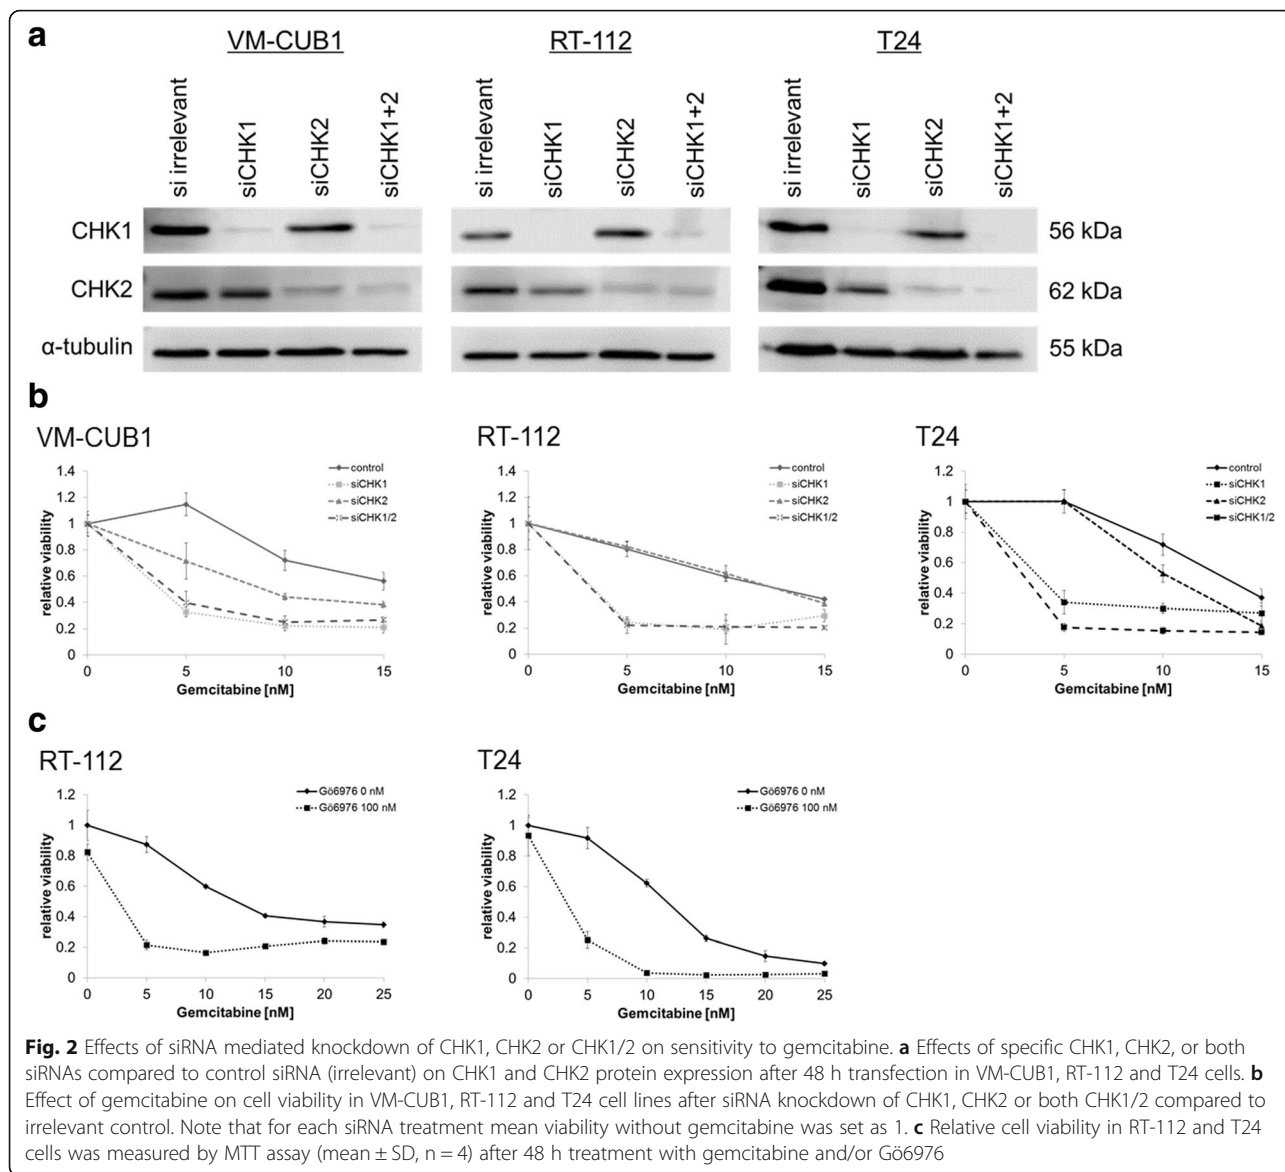 a
VM-CUB1
RT-112
T24
si irrelevant
siCHK1
siCHK2
siCHK1+2
si irrelevant
siCHK1
siCHK2
siCHK1+2
si irrelevant
siCHK1
siCHK2
siCHK1+2
CHK1
56 kDa
CHK2
62 kDa
α-tubulin
55 kDa
b
VM-CUB1
1.4
1.2
1
0.8
0.6
0.4
0.2
0
relative viability
control
siCHK1
siCHK2
siCHK1/2
0 5 10 15
Gemcitabine [nM]
RT-112
1.4
1.2
1
0.8
0.6
0.4
0.2
0
relative viability
control
siCHK1
siCHK2
siCHK1/2
0 5 10 15
Gemcitabine [nM]
T24
1.2
1
0.8
0.6
0.4
0.2
0
relative viability
control
siCHK1
siCHK2
siCHK1/2
0 5 10 15
Gemcitabine [nM]
c
RT-112
1.2
1
0.8
0.6
0.4
0.2
0
relative viability
Gö6976 0 nM
Gö6976 100 nM
0 5 10 15 20 25
Gemcitabine [nM]
T24
1.2
1
0.8
0.6
0.4
0.2
0
relative viability
Gö6976 0 nM
Gö6976 100 nM
0 5 10 15 20 25
Gemcitabine [nM]
Fig. 2 Effects of siRNA mediated knockdown of CHK1, CHK2 or CHK1/2 on sensitivity to gemcitabine. a Effects of specific CHK1, CHK2, or both
siRNAs compared to control siRNA (irrelevant) on CHK1 and CHK2 protein expression after 48 h transfection in VM-CUB1, RT-112 and T24 cells. b
Effect of gemcitabine on cell viability in VM-CUB1, RT-112 and T24 cell lines after siRNA knockdown of CHK1, CHK2 or both CHK1/2 compared to
irrelevant control. Note that for each siRNA treatment mean viability without gemcitabine was set as 1. c Relative cell viability in RT-112 and T24
cells was measured by MTT assay (mean ± SD, n = 4) after 48 h treatment with gemcitabine and/or Gö6976